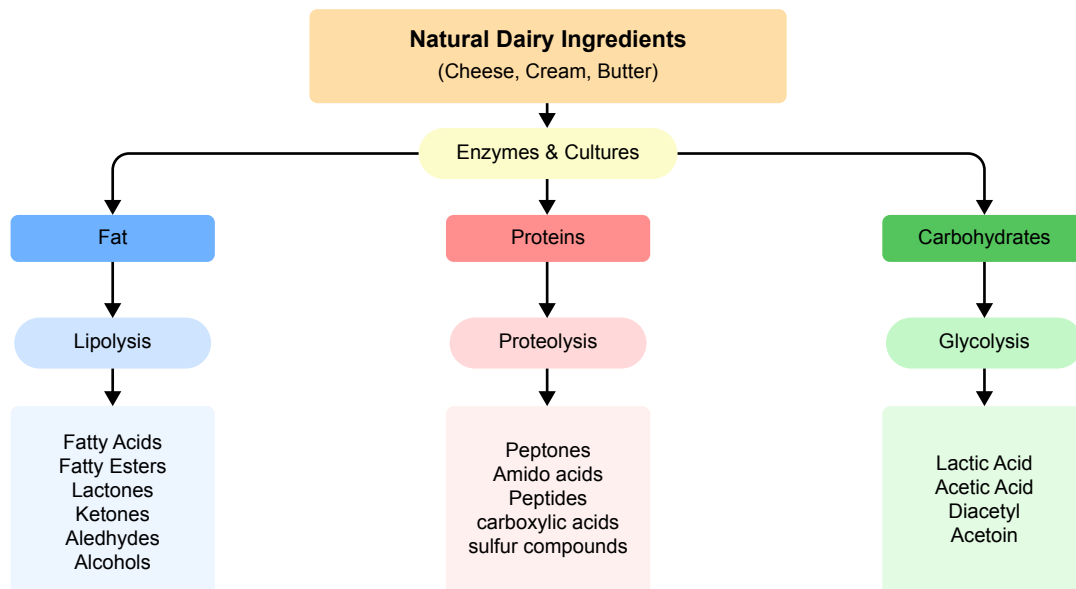 Natural Dairy Ingredients
(Cheese, Cream, Butter)
Enzymes & Cultures
Fat
Proteins
Carbohydrates
Lipolysis
Proteolysis
Glycolysis
Fatty Acids
Fatty Esters
Lactones
Ketones
Aledhydes
Alcohols
Peptones
Amido acids
Peptides
carboxylic acids
sulfur compounds
Lactic Acid
Acetic Acid
Diacetyl
Acetoin